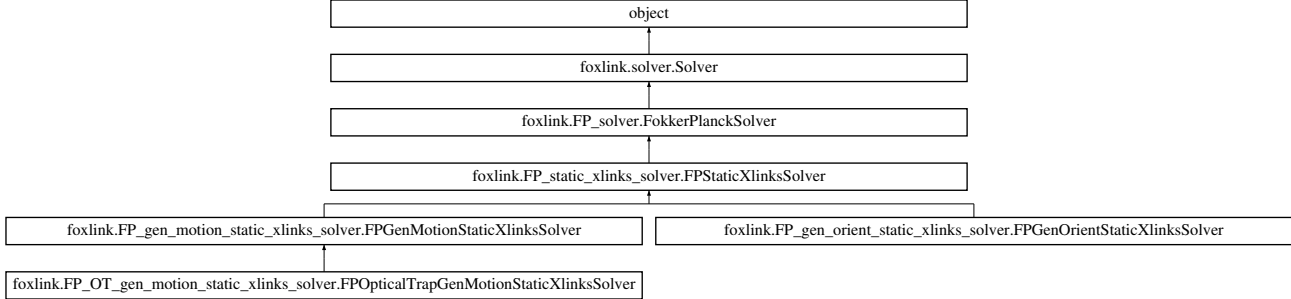 object
foxlink.solver.Solver
foxlink.FP_solver.FokkerPlanckSolver
foxlink.FP_static_xlinks_solver.FPStaticXlinksSolver
foxlink.FP_gen_motion_static_xlinks_solver.FPGenMotionStaticXlinksSolver
foxlink.FP_gen_orient_static_xlinks_solver.FPGenOrientStaticXlinksSolver
foxlink.FP_OT_gen_motion_static_xlinks_solver.FPOpticalTrapGenMotionStaticXlinksSolver